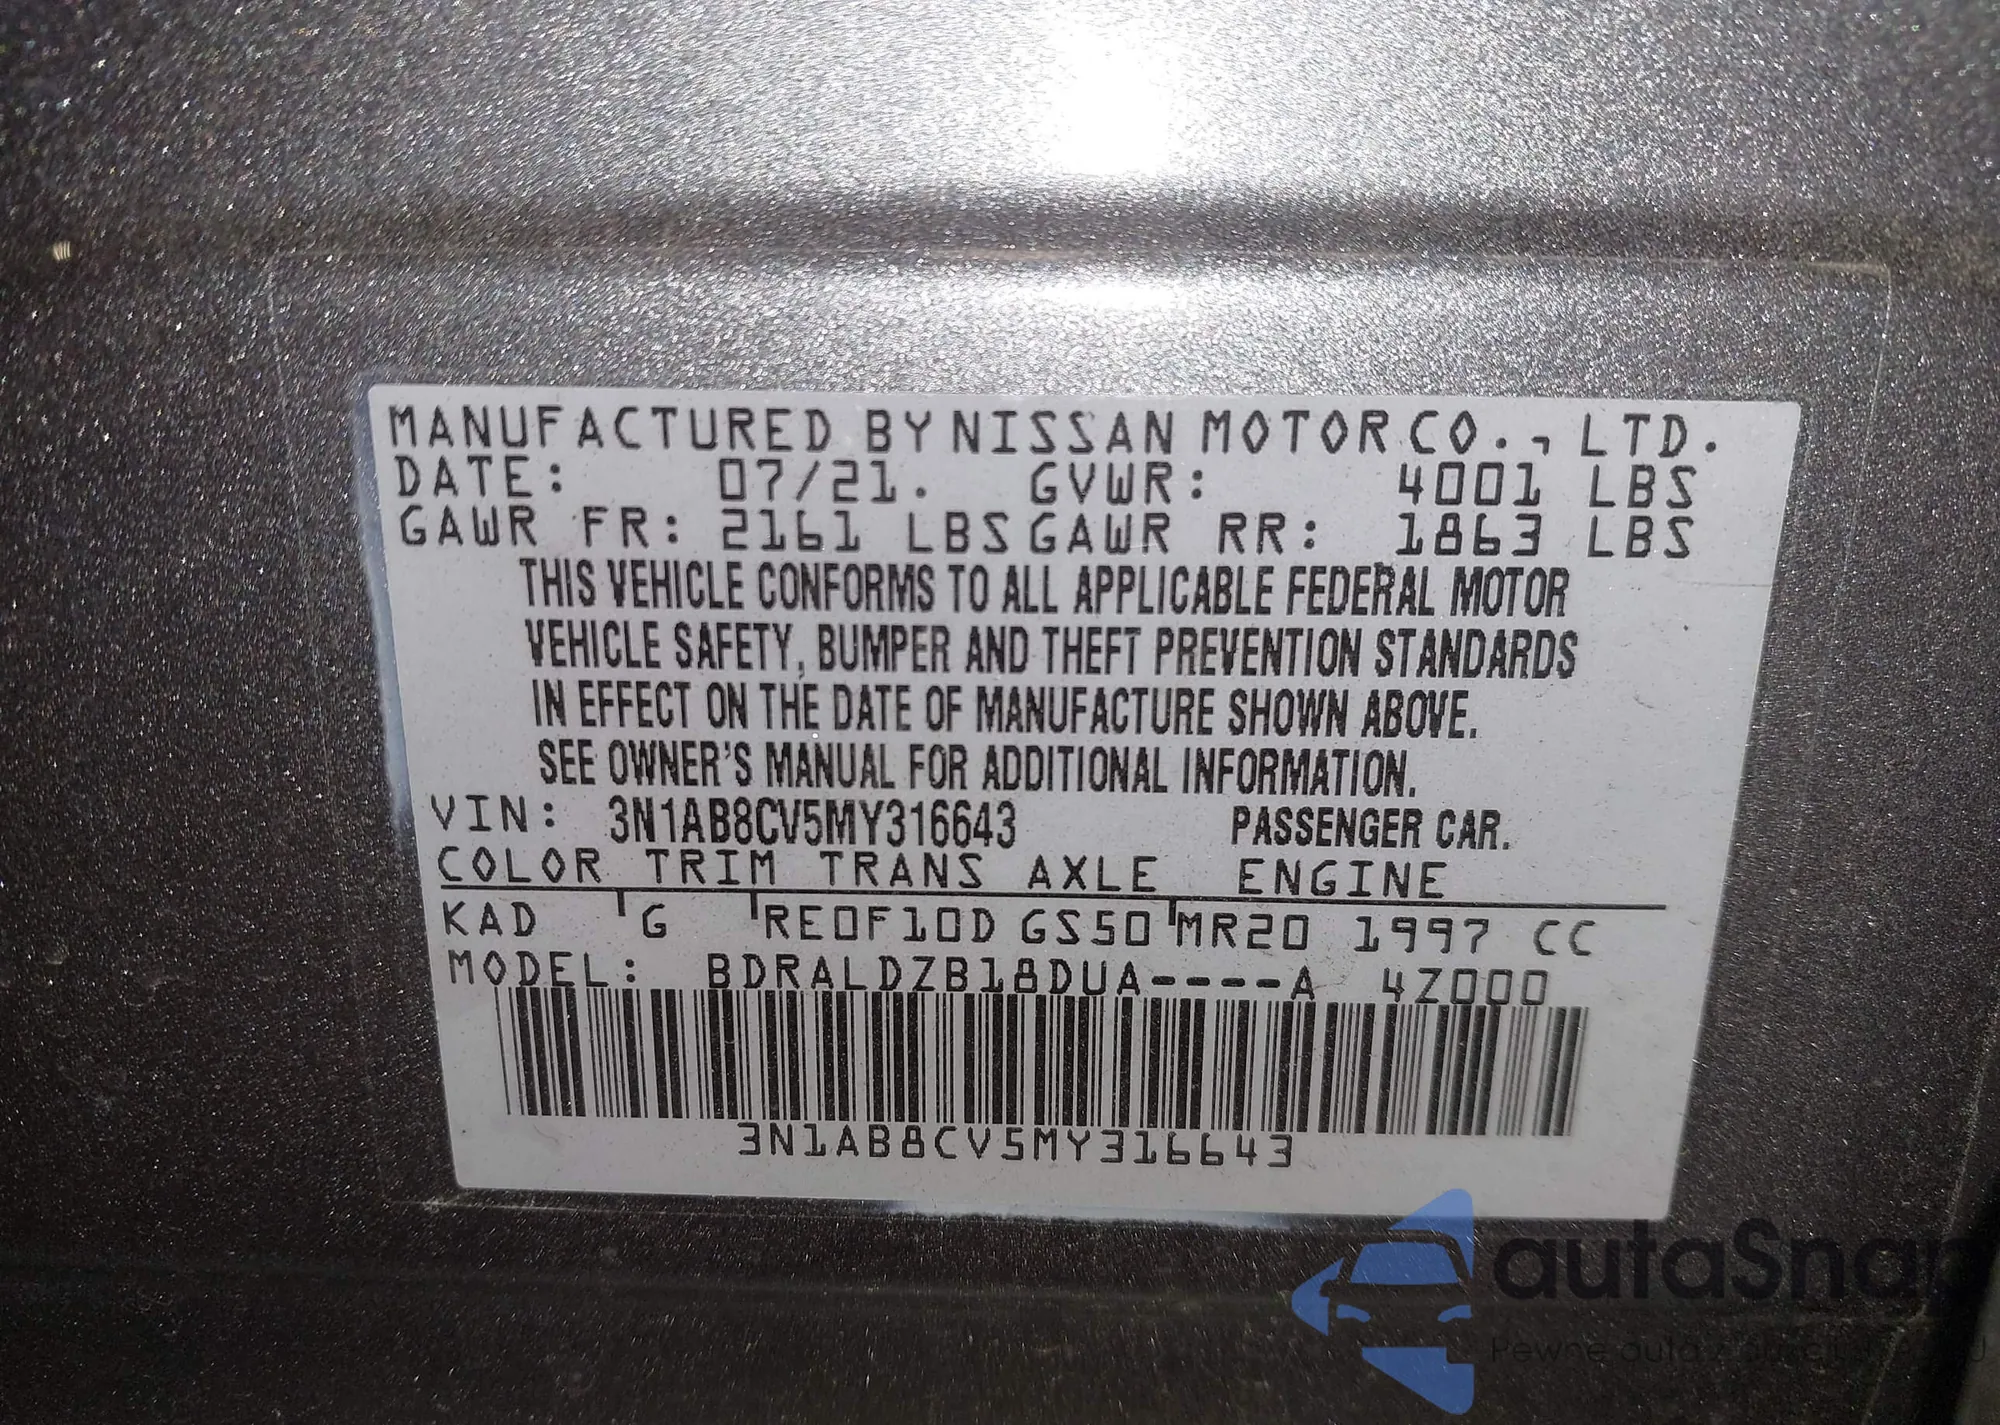 MANUFACTURED BY NISSAN MOTOR CO., LTD.
DATE: 07/21. GVWR: 4001 LBS
GAWR FR: 2161 LBS GAWR RR: 1863 LBS
THIS VEHICLE CONFORMS TO ALL APPLICABLE FEDERAL MOTOR
VEHICLE SAFETY, BUMPER AND THEFT PREVENTION STANDARDS
IN EFFECT ON THE DATE OF MANUFACTURE SHOWN ABOVE.
SEE OWNER'S MANUAL FOR ADDITIONAL INFORMATION.
VIN: 3N1AB8CV5MY316643 PASSENGER CAR.
COLOR TRIM TRANS AXLE ENGINE
KAD G RE0F10D GS50 MR20 1997 CC
MODEL: BDRALDZB18DUA----A 4Z000
3N1AB8CV5MY316643
autaSnap
Pewne auta